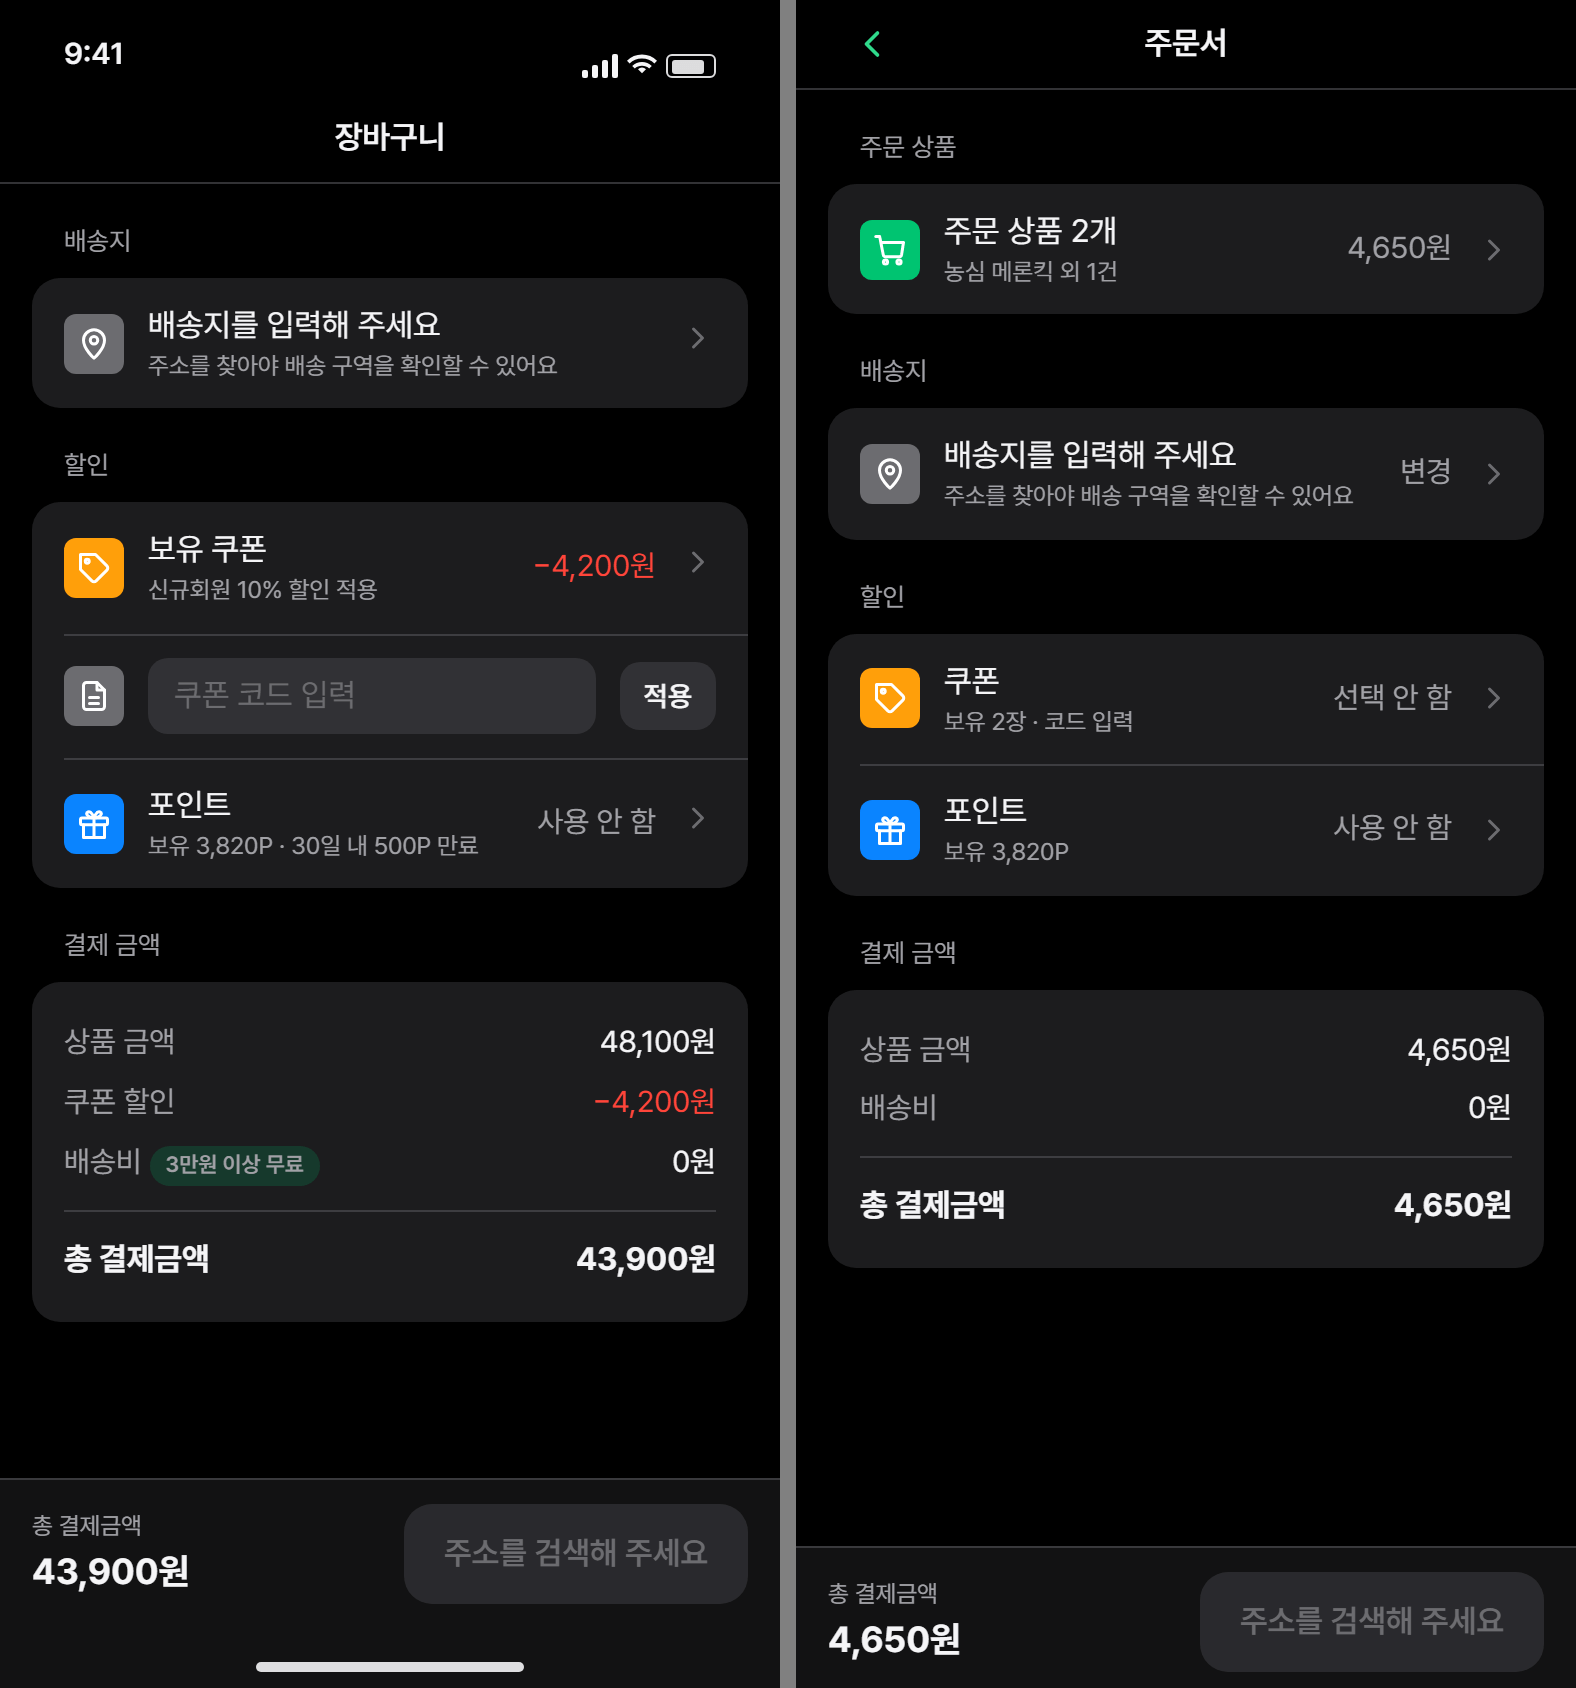 9:41
장바구니
배송지
배송지를 입력해 주세요
주소를 찾아야 배송 구역을 확인할 수 있어요
할인
보유 쿠폰
신규회원 10% 할인 적용
−4,200원
쿠폰 코드 입력
적용
포인트
보유 3,820P · 30일 내 500P 만료
사용 안 함
결제 금액
상품 금액 48,100원
쿠폰 할인 −4,200원
배송비 3만원 이상 무료 0원
총 결제금액 43,900원
총 결제금액
43,900원
주소를 검색해 주세요
주문서
주문 상품
주문 상품 2개
농심 메론킥 외 1건
4,650원
배송지
배송지를 입력해 주세요
주소를 찾아야 배송 구역을 확인할 수 있어요
변경
할인
쿠폰
보유 2장 · 코드 입력
선택 안 함
포인트
보유 3,820P
사용 안 함
결제 금액
상품 금액 4,650원
배송비 0원
총 결제금액 4,650원
총 결제금액
4,650원
주소를 검색해 주세요